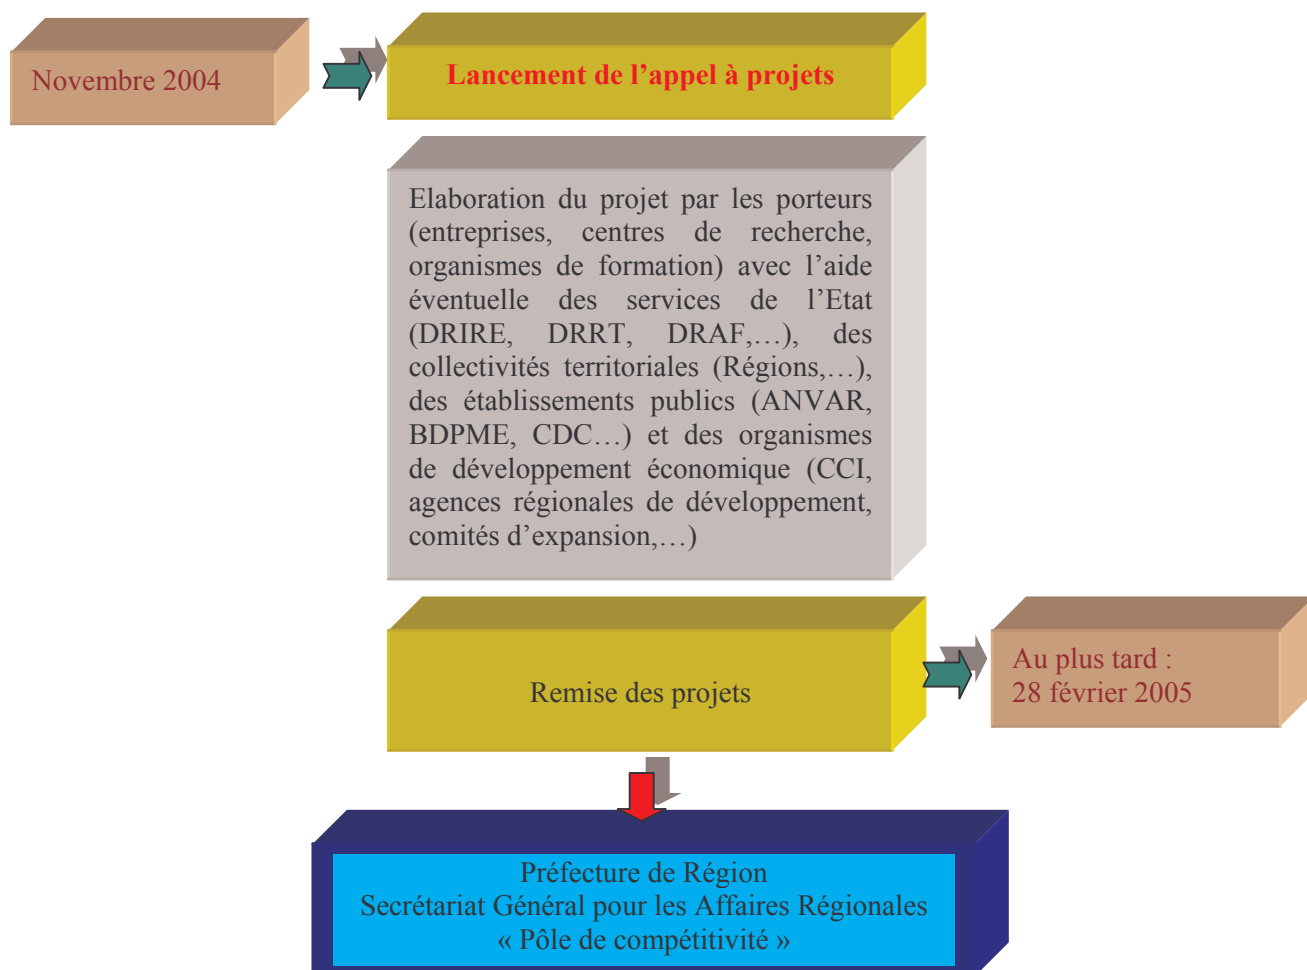 Novembre 2004
Lancement de l’appel à projets
Elaboration du projet par les porteurs
(entreprises, centres de recherche,
organismes de formation) avec l’aide
éventuelle des services de l’Etat
(DRIRE, DRRT, DRAF,…), des
collectivités territoriales (Régions,…),
des établissements publics (ANVAR,
BDPME, CDC…) et des organismes
de développement économique (CCI,
agences régionales de développement,
comités d’expansion,…)
Remise des projets
Au plus tard :
28 février 2005
Préfecture de Région
Secrétariat Général pour les Affaires Régionales
« Pôle de compétitivité »